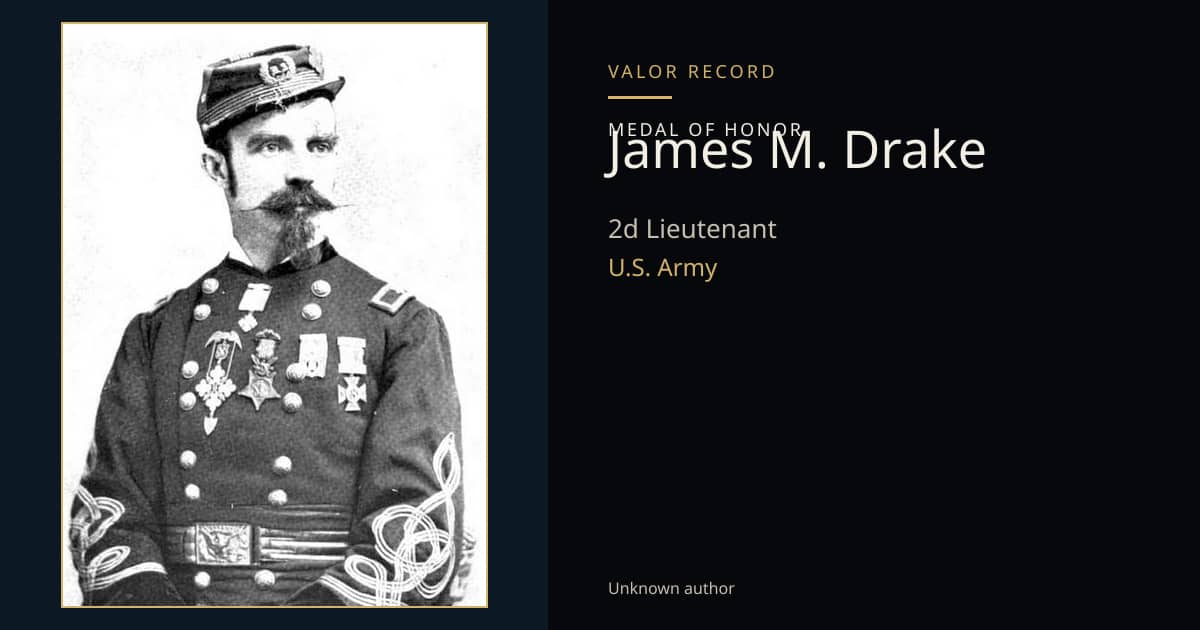 VALOR RECORD
MEDAL OF HONOR
James M. Drake
2d Lieutenant
U.S. Army
Unknown author